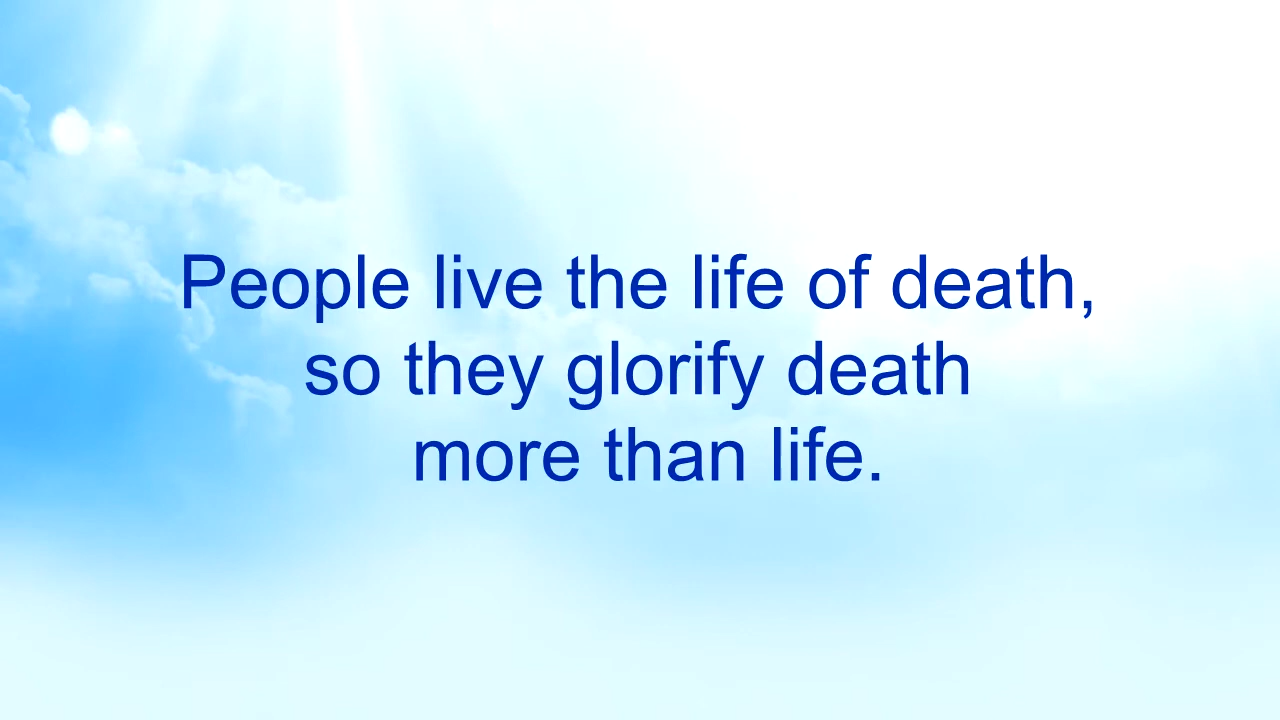 People live the life of death,
so they glorify death
more than life.